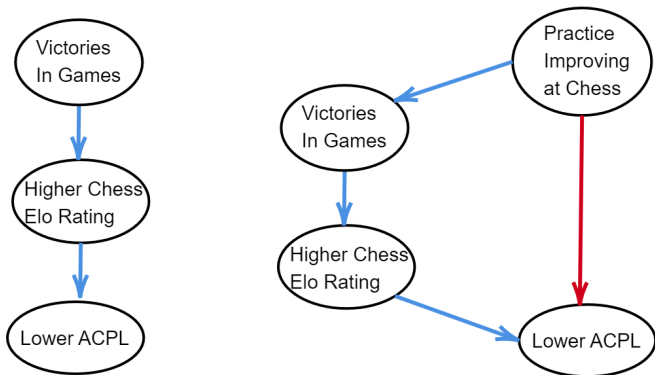 Victories
In Games
Higher Chess
Elo Rating
Lower ACPL
Practice
Improving
at Chess
Victories
In Games
Higher Chess
Elo Rating
Lower ACPL